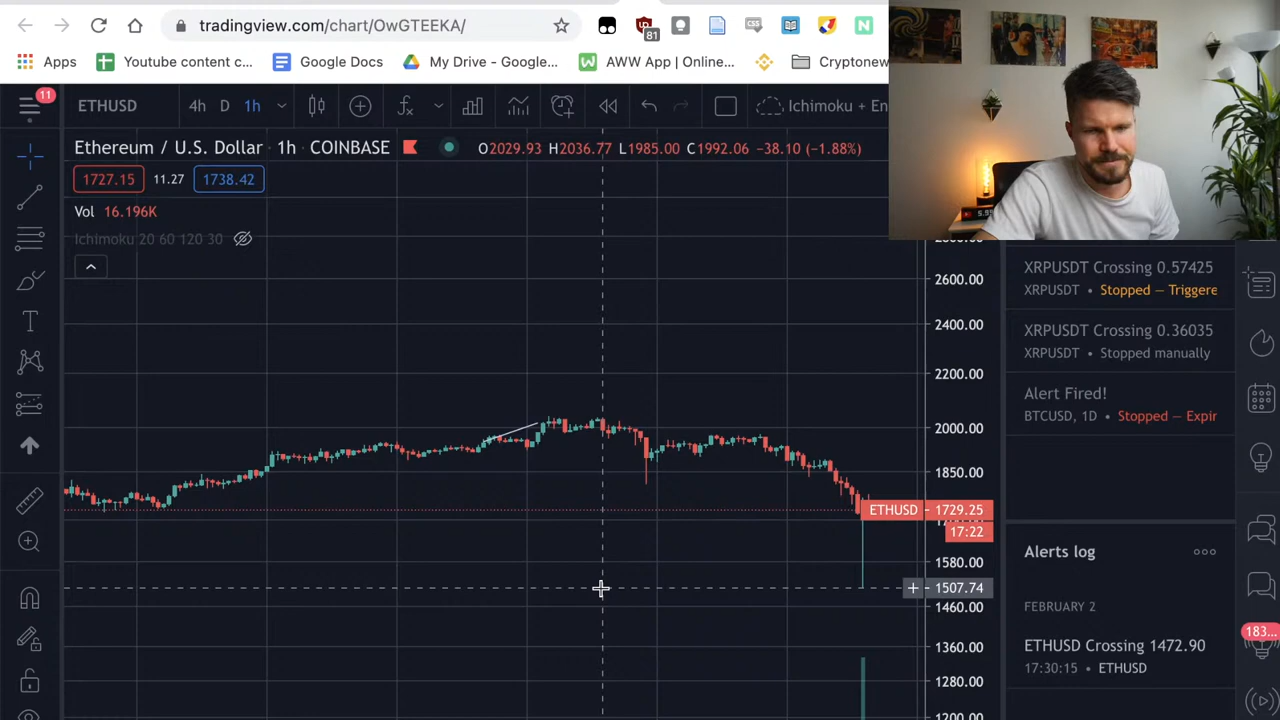 tradingview.com/chart/OwGTEEKA/
81
Apps Youtube content c... Google Docs My Drive - Google... AWW App | Online... Cryptonew
11
ETHUSD 4h D 1h Ichimoku + En
Ethereum / U.S. Dollar · 1h · COINBASE O2029.93 H2036.77 L1985.00 C1992.06 −38.10 (−1.88%)
1727.15 11.27 1738.42
Vol 16.196K
Ichimoku 20 60 120 30
2600.00
2400.00
2200.00
2000.00
1850.00
ETHUSD 1729.25
17:22
1580.00
1507.74
1460.00
1360.00
1280.00
1200.00
XRPUSDT Crossing 0.57425
XRPUSDT • Stopped — Triggere
XRPUSDT Crossing 0.36035
XRPUSDT • Stopped manually
Alert Fired!
BTCUSD, 1D • Stopped — Expir
Alerts log
FEBRUARY 2
ETHUSD Crossing 1472.90
17:30:15 • ETHUSD
183...